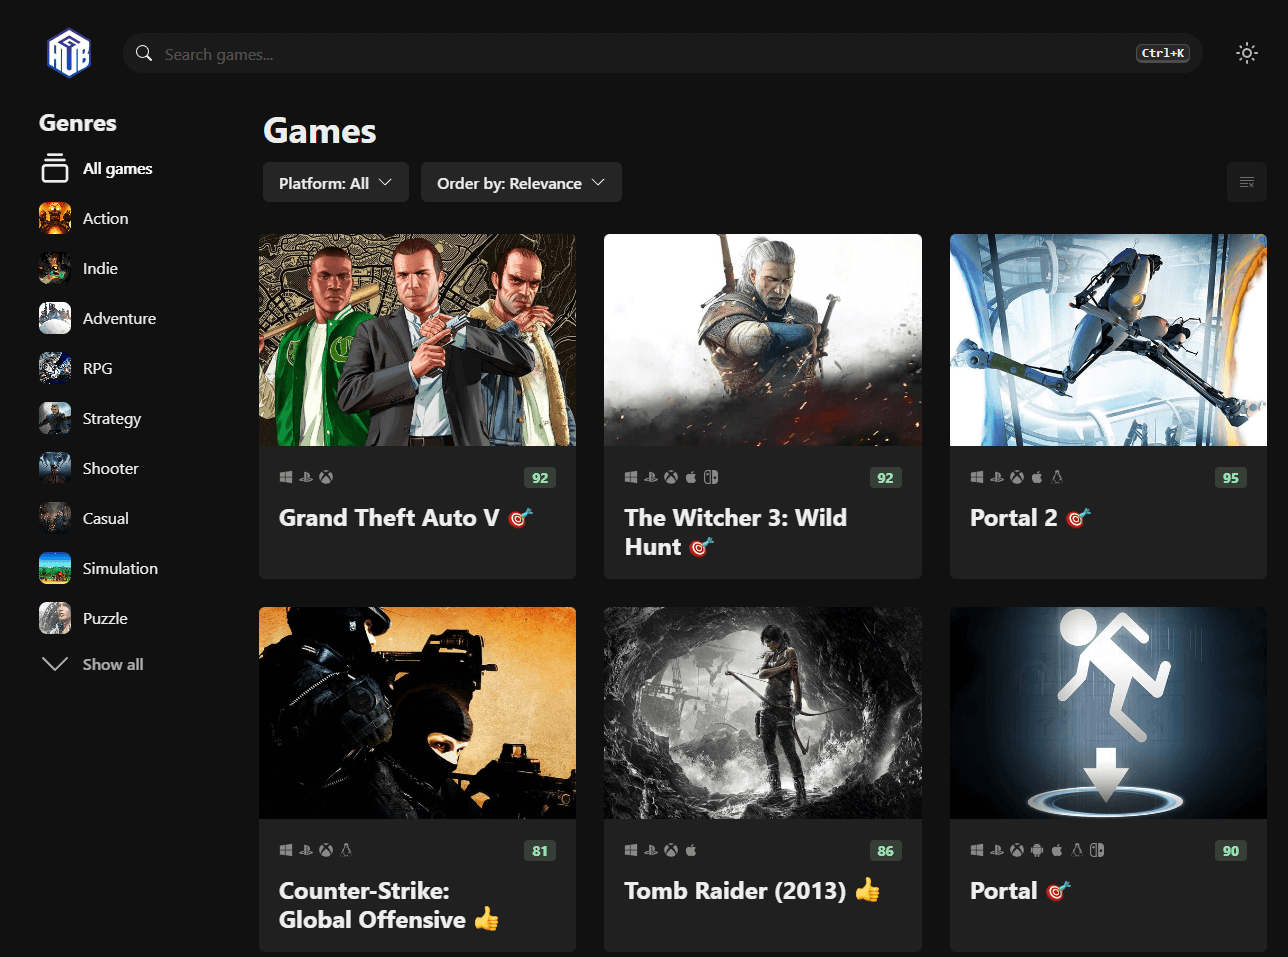 GHUB
Search games...
Ctrl+K
Genres
All games
Action
Indie
Adventure
RPG
Strategy
Shooter
Casual
Simulation
Puzzle
Show all
Games
Platform: All
Order by: Relevance
92
Grand Theft Auto V
92
The Witcher 3: Wild
Hunt
95
Portal 2
81
Counter-Strike:
Global Offensive
86
Tomb Raider (2013)
90
Portal